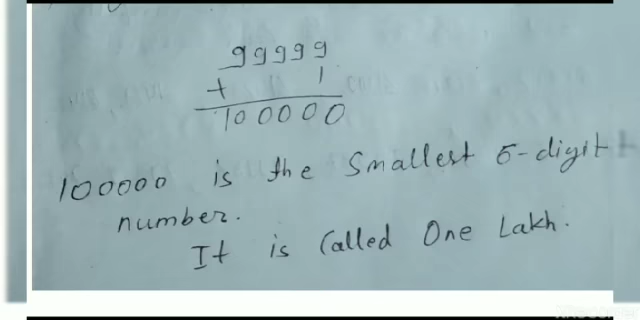 99999
+ 1
100000
100000 is the Smallest 6-digit
number.
It is Called One Lakh.